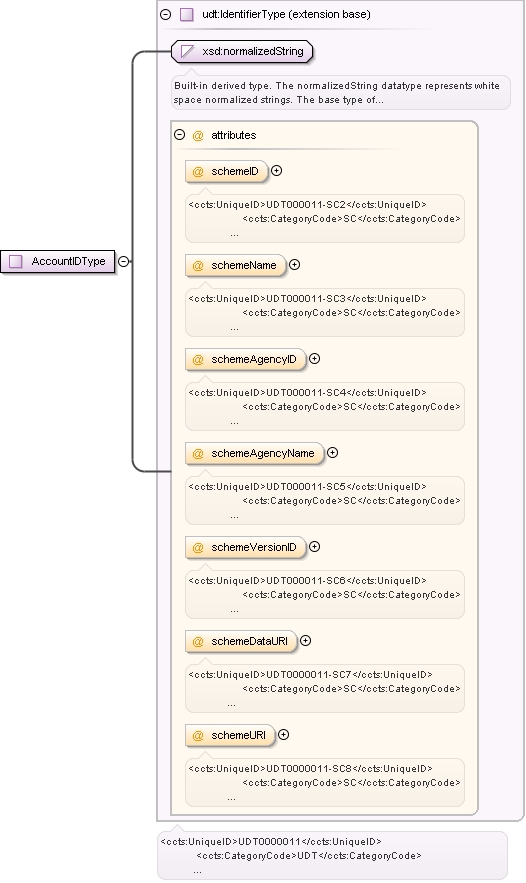 udt:IdentifierType (extension base)
xsd:normalizedString
Built-in derived type. The normalizedString datatype represents white
space normalized strings. The base type of...
@ attributes
@ schemeID
<ccts:UniqueID>UDT000011-SC2</ccts:UniqueID>
<ccts:CategoryCode>SC</ccts:CategoryCode>
...
AccountIDType
@ schemeName
<ccts:UniqueID>UDT000011-SC3</ccts:UniqueID>
<ccts:CategoryCode>SC</ccts:CategoryCode>
...
@ schemeAgencyID
<ccts:UniqueID>UDT000011-SC4</ccts:UniqueID>
<ccts:CategoryCode>SC</ccts:CategoryCode>
...
@ schemeAgencyName
<ccts:UniqueID>UDT000011-SC5</ccts:UniqueID>
<ccts:CategoryCode>SC</ccts:CategoryCode>
...
@ schemeVersionID
<ccts:UniqueID>UDT000011-SC6</ccts:UniqueID>
<ccts:CategoryCode>SC</ccts:CategoryCode>
...
@ schemeDataURI
<ccts:UniqueID>UDT0000011-SC7</ccts:UniqueID>
<ccts:CategoryCode>SC</ccts:CategoryCode>
...
@ schemeURI
<ccts:UniqueID>UDT0000011-SC8</ccts:UniqueID>
<ccts:CategoryCode>SC</ccts:CategoryCode>
...
<ccts:UniqueID>UDT0000011</ccts:UniqueID>
<ccts:CategoryCode>UDT</ccts:CategoryCode>
...